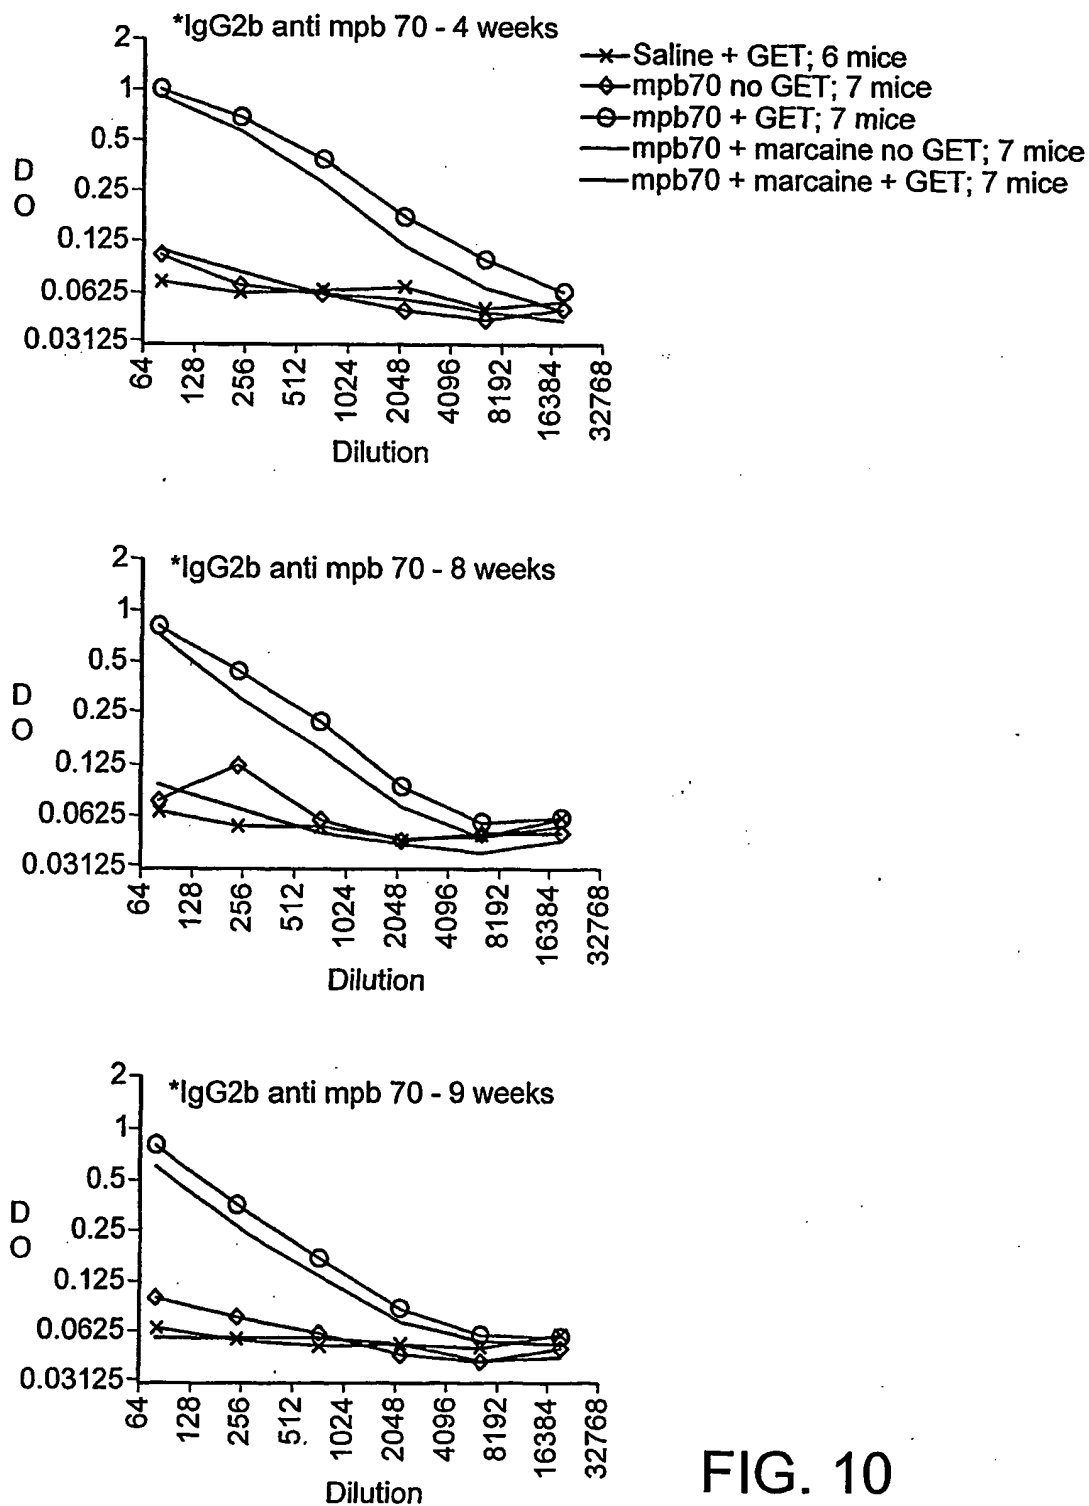 *IgG2b anti mpb 70 - 4 weeks
Saline + GET; 6 mice
mpb70 no GET; 7 mice
mpb70 + GET; 7 mice
mpb70 + marcaine no GET; 7 mice
mpb70 + marcaine + GET; 7 mice
2
1
0.5
0.25
0.125
0.0625
0.03125
D
O
64
128
256
512
1024
2048
4096
8192
16384
32768
Dilution
*IgG2b anti mpb 70 - 8 weeks
2
1
0.5
0.25
0.125
0.0625
0.03125
D
O
64
128
256
512
1024
2048
4096
8192
16384
32768
Dilution
*IgG2b anti mpb 70 - 9 weeks
2
1
0.5
0.25
0.125
0.0625
0.03125
D
O
64
128
256
512
1024
2048
4096
8192
16384
32768
Dilution
FIG. 10